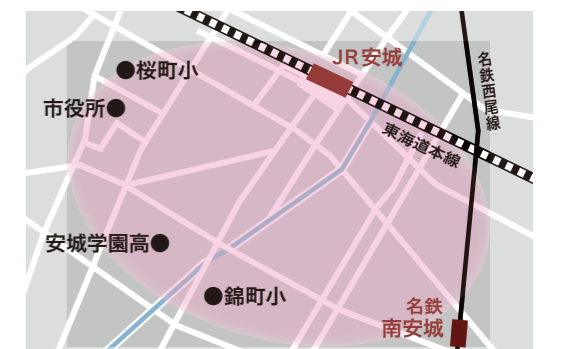 JR安城
名鉄西尾線
●桜町小
市役所●
東海道本線
安城学園高●
●錦町小
名鉄
南安城